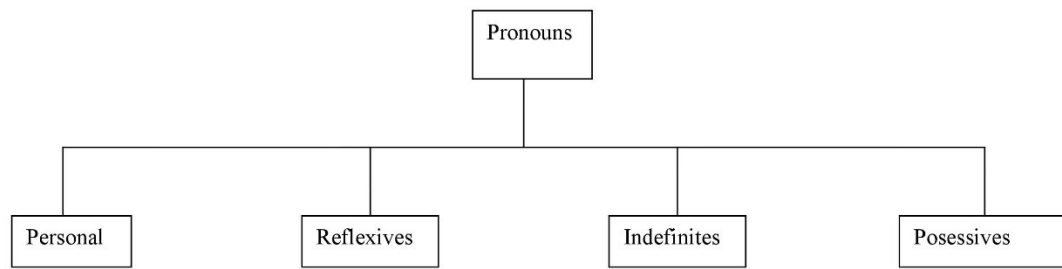 Pronouns
Personal
Reflexives
Indefinites
Posessives